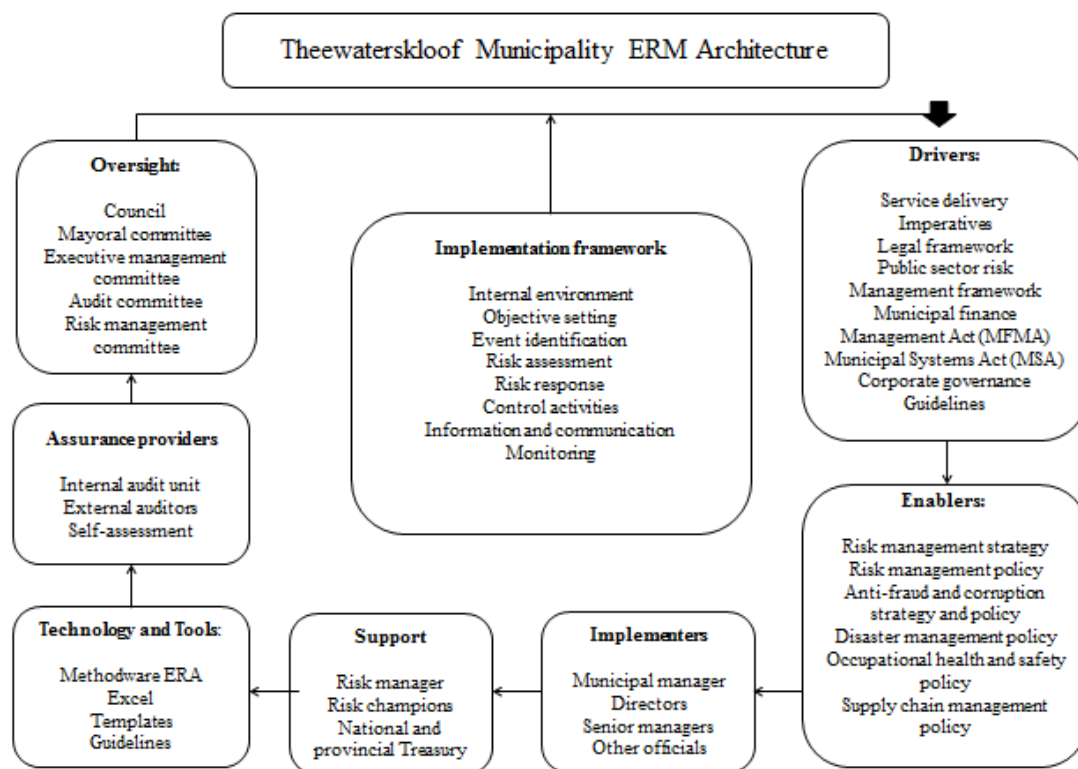 Theewaterskloof Municipality ERM Architecture
Oversight:
Council
Mayoral committee
Executive management
committee
Audit committee
Risk management
committee
Implementation framework
Internal environment
Objective setting
Event identification
Risk assessment
Risk response
Control activities
Information and communication
Monitoring
Drivers:
Service delivery
Imperatives
Legal framework
Public sector risk
Management framework
Municipal finance
Management Act (MFMA)
Municipal Systems Act (MSA)
Corporate governance
Guidelines
Assurance providers
Internal audit unit
External auditors
Self-assessment
Enablers:
Risk management strategy
Risk management policy
Anti-fraud and corruption
strategy and policy
Disaster management policy
Occupational health and safety
policy
Supply chain management
policy
Technology and Tools:
Methodware ERA
Excel
Templates
Guidelines
Support
Risk manager
Risk champions
National and
provincial Treasury
Implementers
Municipal manager
Directors
Senior managers
Other officials